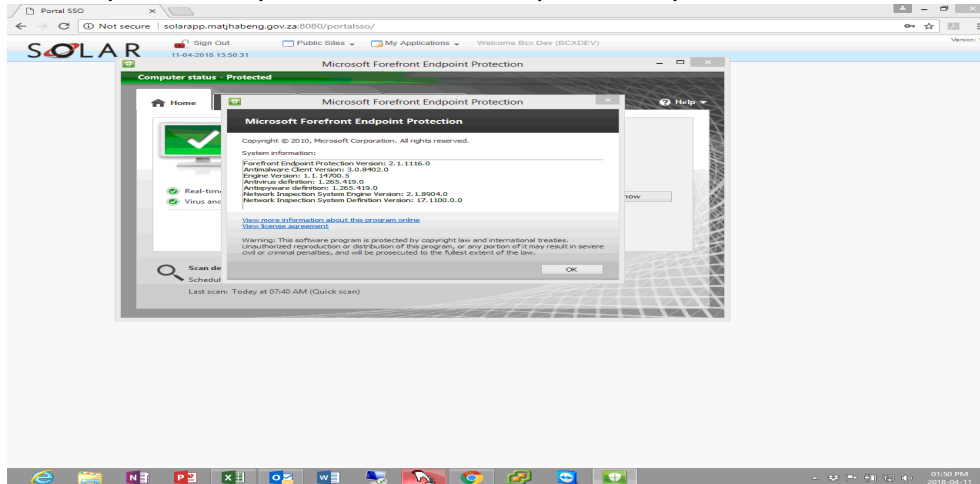 Portal SSO
Not secure | solarapp.matjhabeng.gov.za:8080/portalsso/
SOLAR
Sign Out
Public Sites
My Applications
Welcome Bcx Dev (BCXDEV)
Version:
11-04-2018 13:50:31
Microsoft Forefront Endpoint Protection
Computer status - Protected
Home
Help
Microsoft Forefront Endpoint Protection
Microsoft Forefront Endpoint Protection
Copyright © 2010, Microsoft Corporation. All rights reserved.
System information:
Forefront Endpoint Protection Version: 2.1.1116.0
Antimalware Client Version: 3.0.8402.0
Engine Version: 1.1.14700.5
Antivirus definition: 1.265.419.0
Antispyware definition: 1.265.419.0
Network Inspection System Engine Version: 2.1.8904.0
Network Inspection System Definition Version: 17.1100.0.0
Real-time
Virus and
now
View more information about this program online
View license agreement
Warning: This software program is protected by copyright law and international treaties.
Unauthorized reproduction or distribution of this program, or any portion of it may result in severe
civil or criminal penalties, and will be prosecuted to the fullest extent of the law.
OK
Scan de
Schedul
Last scan: Today at 07:40 AM (Quick scan)
01:50 PM
2018-04-11